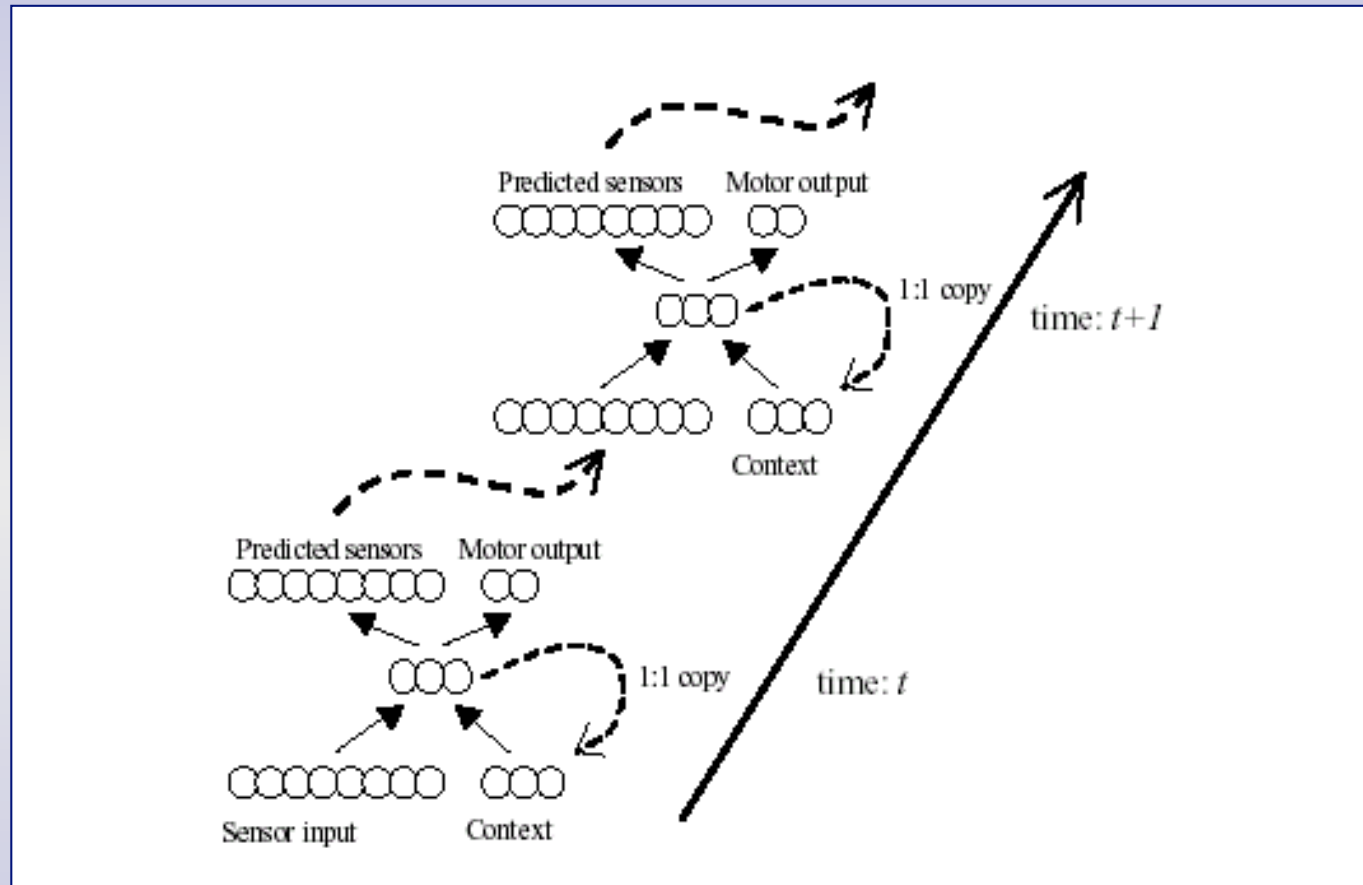 Predicted sensors Motor output
1:1 copy
time: t+1
Context
Predicted sensors Motor output
1:1 copy
time: t
Sensor input Context